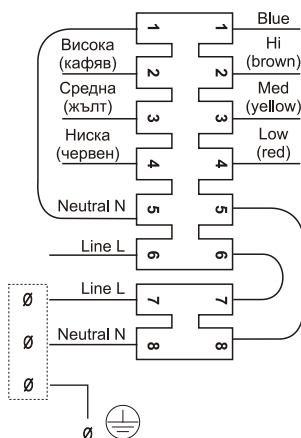 1 1 Blue
Висока
(кафяв) 2 2 Hi
(brown)
Средна
(жълт) 3 3 Med
(yellow)
Ниска
(червен) 4 4 Low
(red)
Neutral N 5 5
Line L 6 6
Line L 7 7
Neutral N 8 8